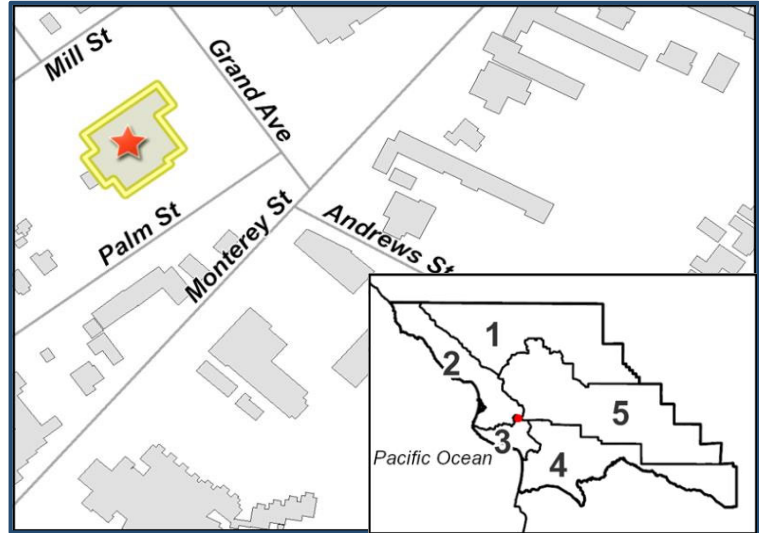 Mill St
Grand Ave
Palm St
Monterey St
Andrews St
1
2
5
3
4
Pacific Ocean